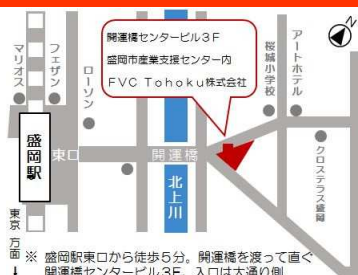 開運橋センタービル３Ｆ
盛岡市産業支援センター内
ＦＶＣ Ｔｏｈｏｋｕ株式会社
マリオス
フェザン
ローソン
桜城小学校
アートホテル
クロステラス盛岡
盛岡駅
東口
開運橋
北上川
東京方面
↓
※ 盛岡駅東口から徒歩５分。開運橋を渡って直ぐ
開運橋センタービル３Ｆ、入口は大通り側